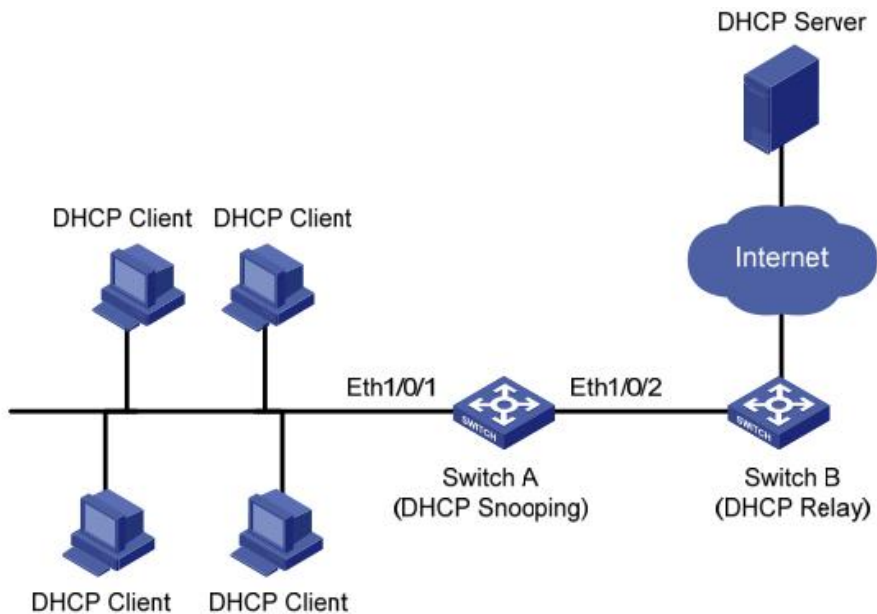 DHCP Server
DHCP Client
DHCP Client
Internet
Eth1/0/1
Eth1/0/2
SWITCH
SWITCH
Switch A
(DHCP Snooping)
Switch B
(DHCP Relay)
DHCP Client
DHCP Client